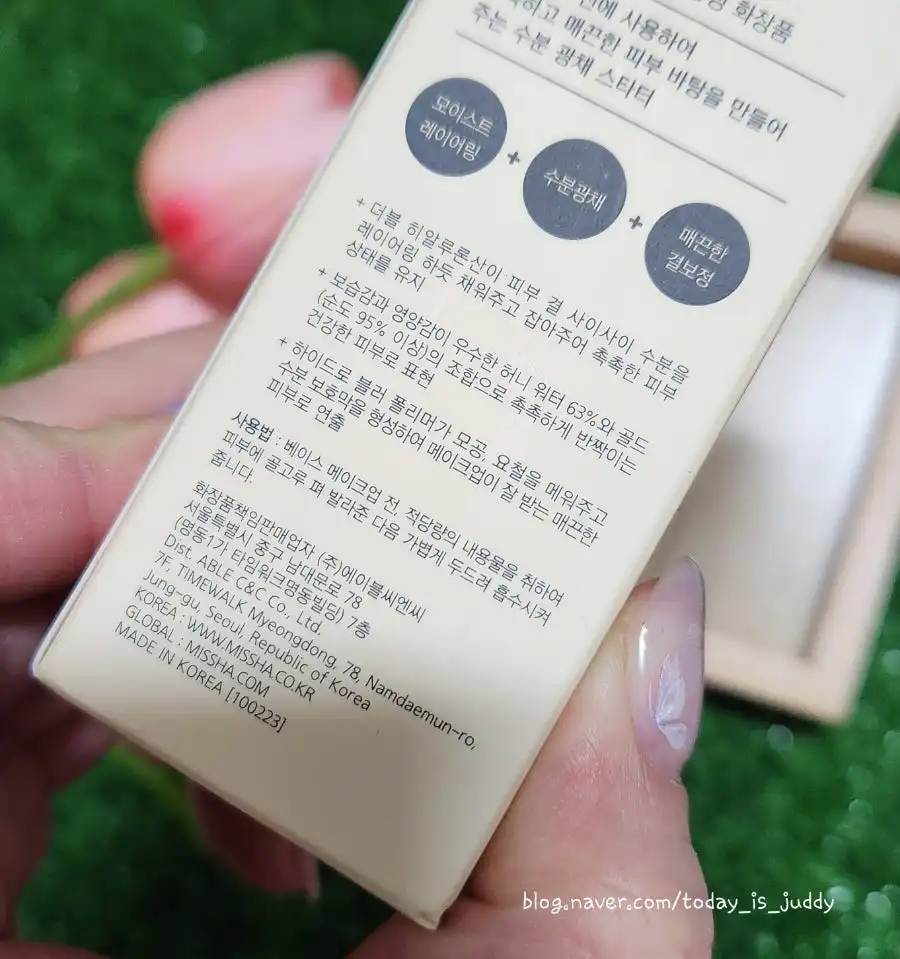 화장품
사용하여
매끈한 피부 바탕을 만들어
주는 수분 광채 스타터
모이스트
레이어링
+
수분광채
+
매끈한
결보정
+ 더블 히알루론산이 피부 결 사이사이 수분을
레이어링 하듯 채워주고 잡아주어 촉촉한 피부
상태를 유지
+ 보습감과 영양감이 우수한 허니 워터 63%와 골드
(순도 95% 이상)의 조합으로 촉촉하게 반짝이는
건강한 피부로 표현
+ 하이드로 블러 폴리머가 모공, 요철을 메워주고
수분 보호막을 형성하여 메이크업이 잘 받는 매끈한
피부로 연출
사용법 : 베이스 메이크업 전 적당량의 내용물을 취하여
피부에 골고루 펴 발라준 다음 가볍게 두드려 흡수시켜
줍니다.
화장품책임판매업자 (주)에이블씨엔씨
서울특별시 중구 남대문로 78
(명동1가 타임워크명동빌딩) 7층
Dist. ABLE C&C Co., Ltd.
7F, TIMEWALK Myeongdong, 78, Namdaemun-ro,
Jung-gu, Seoul, Republic of Korea
KOREA : WWW.MISSHA.CO.KR
GLOBAL : MISSHA.COM
MADE IN KOREA [100223]
blog.naver.com/today_is_juddy